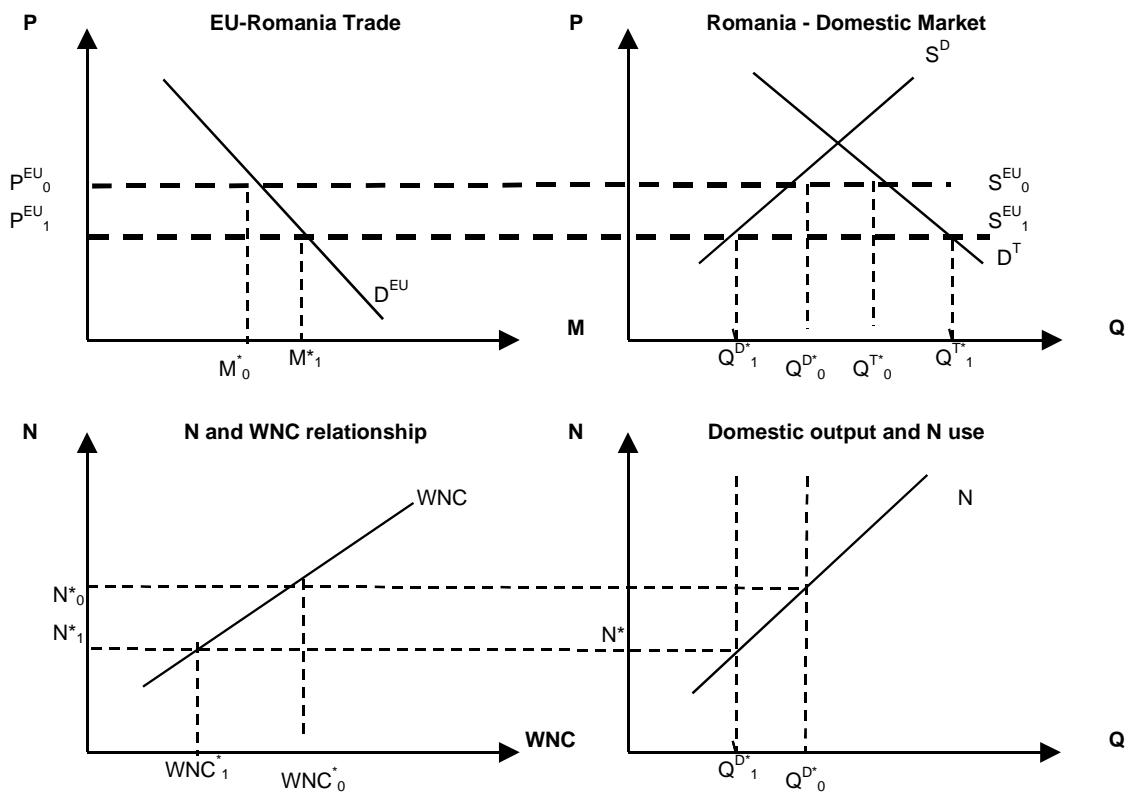 P EU-Romania Trade P Romania - Domestic Market
S^D
P^EU_0 S^EU_0
P^EU_1 S^EU_1
D^EU D^T
M Q
M*_0 M*_1 Q^D*_1 Q^D*_0 Q^T*_0 Q^T*_1
N N and WNC relationship N Domestic output and N use
WNC N
N*_0
N*_1 N*
WNC Q
WNC*_1 WNC*_0 Q^D*_1 Q^D*_0